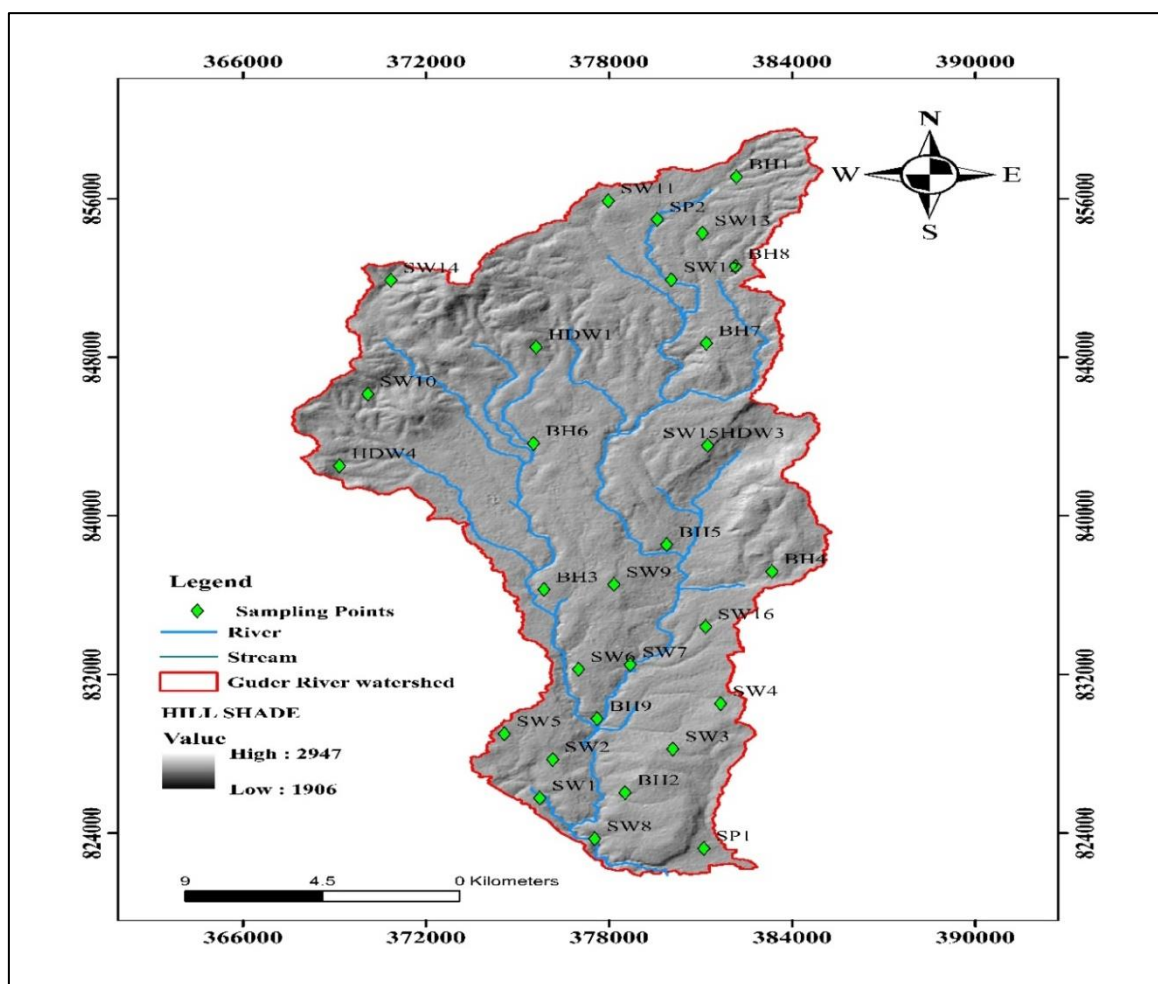 366000 372000 378000 384000 390000
N
W E
S
856000 856000
848000 848000
840000 840000
832000 832000
824000 824000
BH1
SW11
SP2
SW13
BH8
SW14
BH7
HDW1
SW10
SW15HDW3
BH6
HDW4
BH5
BH4
SW9
BH3
SW16
SW7
SW6
SW4
BH9
SW5
SW3
SW2
BH2
SW1
SW8
SP1
Legend
Sampling Points
River
Stream
Guder River watershed
HILL SHADE
Value
High : 2947
Low : 1906
9 4.5 0 Kilometers
366000 372000 378000 384000 390000